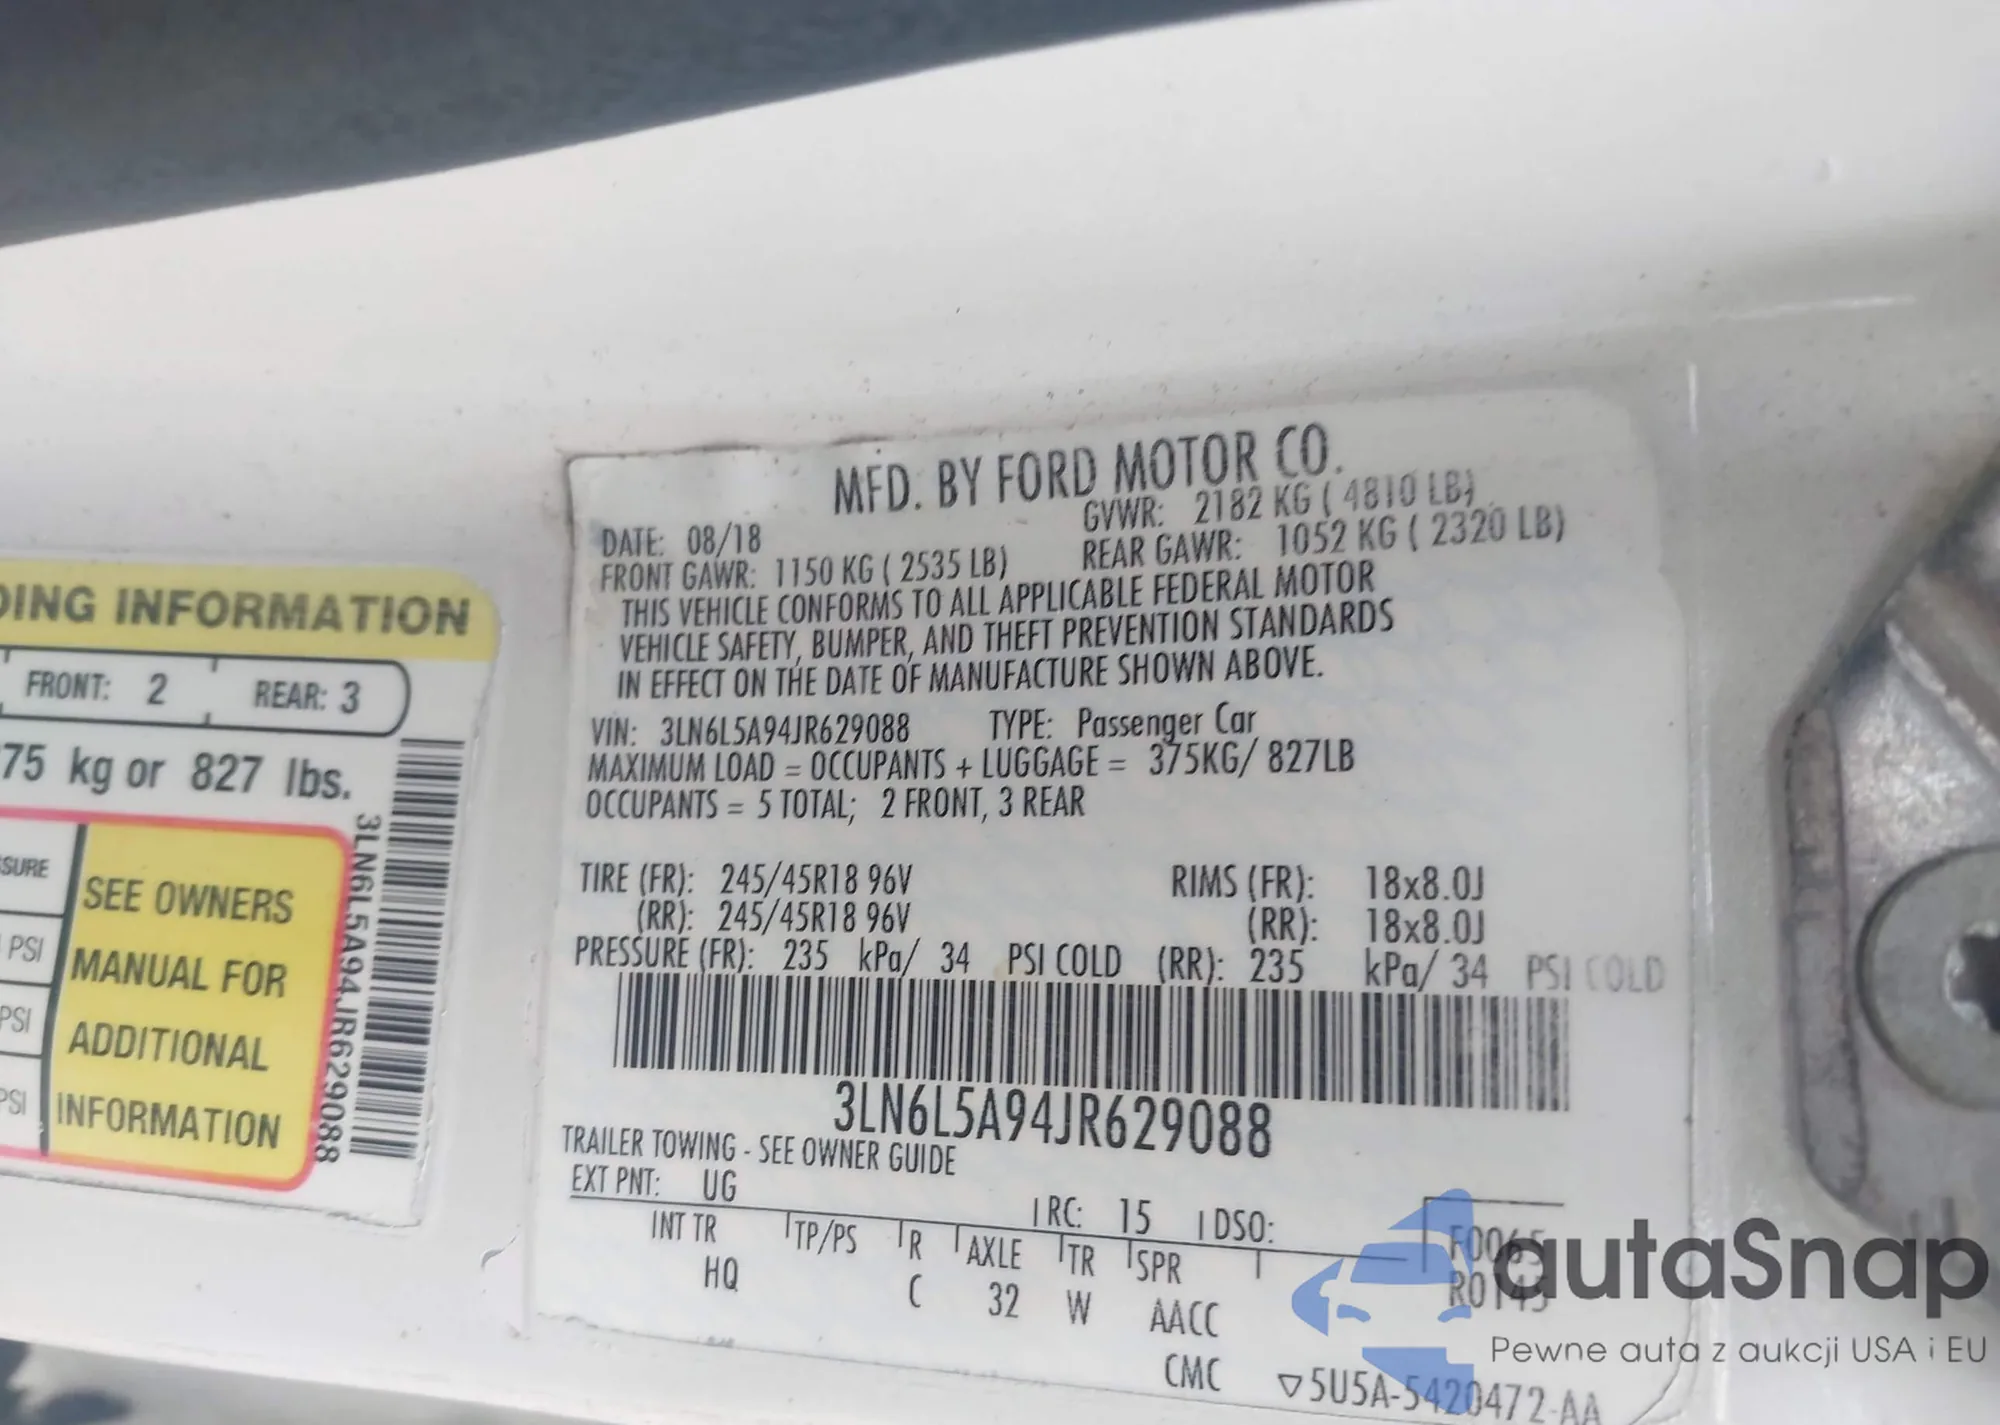 DING INFORMATION
FRONT: 2 REAR: 3
75 kg or 827 lbs.
SURE
PSI
PSI
PSI
SEE OWNERS
MANUAL FOR
ADDITIONAL
INFORMATION
3LN6L5A94JR629088
MFD. BY FORD MOTOR CO.
DATE: 08/18 GVWR: 2182 KG ( 4810 LB)
FRONT GAWR: 1150 KG ( 2535 LB) REAR GAWR: 1052 KG ( 2320 LB)
THIS VEHICLE CONFORMS TO ALL APPLICABLE FEDERAL MOTOR
VEHICLE SAFETY, BUMPER, AND THEFT PREVENTION STANDARDS
IN EFFECT ON THE DATE OF MANUFACTURE SHOWN ABOVE.
VIN: 3LN6L5A94JR629088 TYPE: Passenger Car
MAXIMUM LOAD = OCCUPANTS + LUGGAGE = 375KG/ 827LB
OCCUPANTS = 5 TOTAL; 2 FRONT, 3 REAR
TIRE (FR): 245/45R18 96V RIMS (FR): 18x8.0J
(RR): 245/45R18 96V (RR): 18x8.0J
PRESSURE (FR): 235 kPa/ 34 PSI COLD (RR): 235 kPa/ 34 PSI COLD
3LN6L5A94JR629088
TRAILER TOWING - SEE OWNER GUIDE
EXT PNT: UG RC: 15 DSO: F0065
INT TR TP/PS R AXLE TR SPR R0145
HQ C 32 W AACC
CMC ▽5U5A-5420472-AA
autaSnap
Pewne auta z aukcji USA i EU